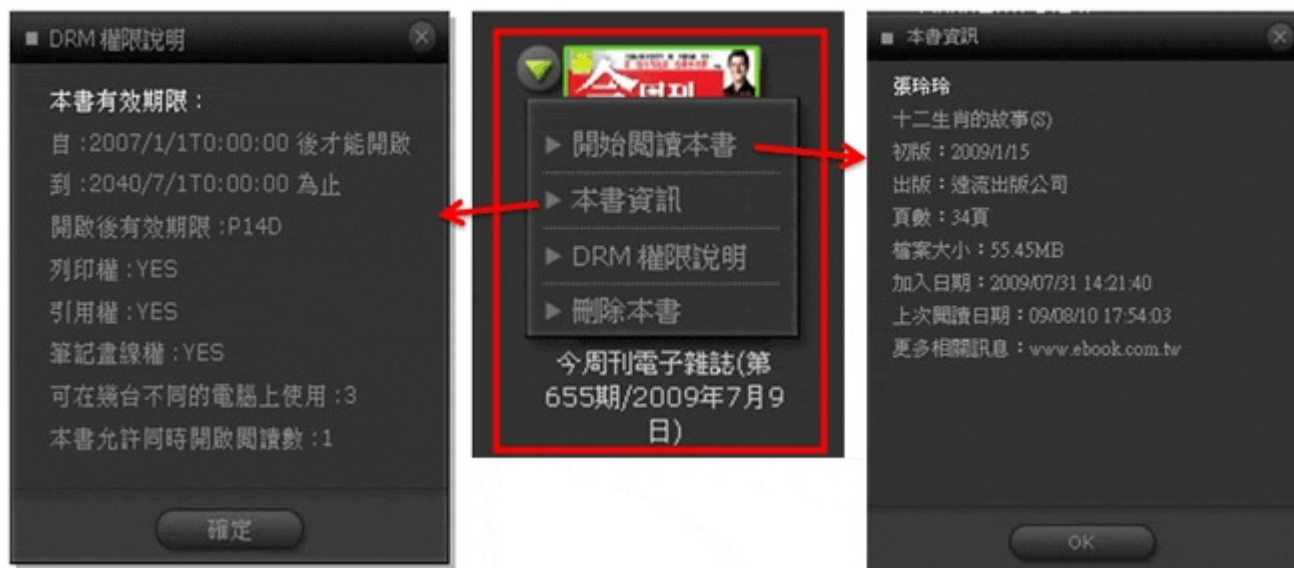 DRM 權限說明
本書有效期限：
自 :2007/1/1T0:00:00 後才能開啟
到 :2040/7/1T0:00:00 為止
開啟後有效期限 :P14D
列印權 :YES
引用權 :YES
筆記畫線權 :YES
可在幾台不同的電腦上使用 :3
本書允許同時開啟閱讀數 :1
確定
今周刊
開始閱讀本書
本書資訊
DRM 權限說明
刪除本書
今周刊電子雜誌(第
655期/2009年7月9
日)
本書資訊
張玲玲
十二生肖的故事(S)
初版：2009/1/15
出版：遠流出版公司
頁數：34頁
檔案大小：55.45MB
加入日期：2009/07/31 14:21:40
上次閱讀日期：09/08/10 17:54:03
更多相關訊息：www.ebook.com.tw
OK